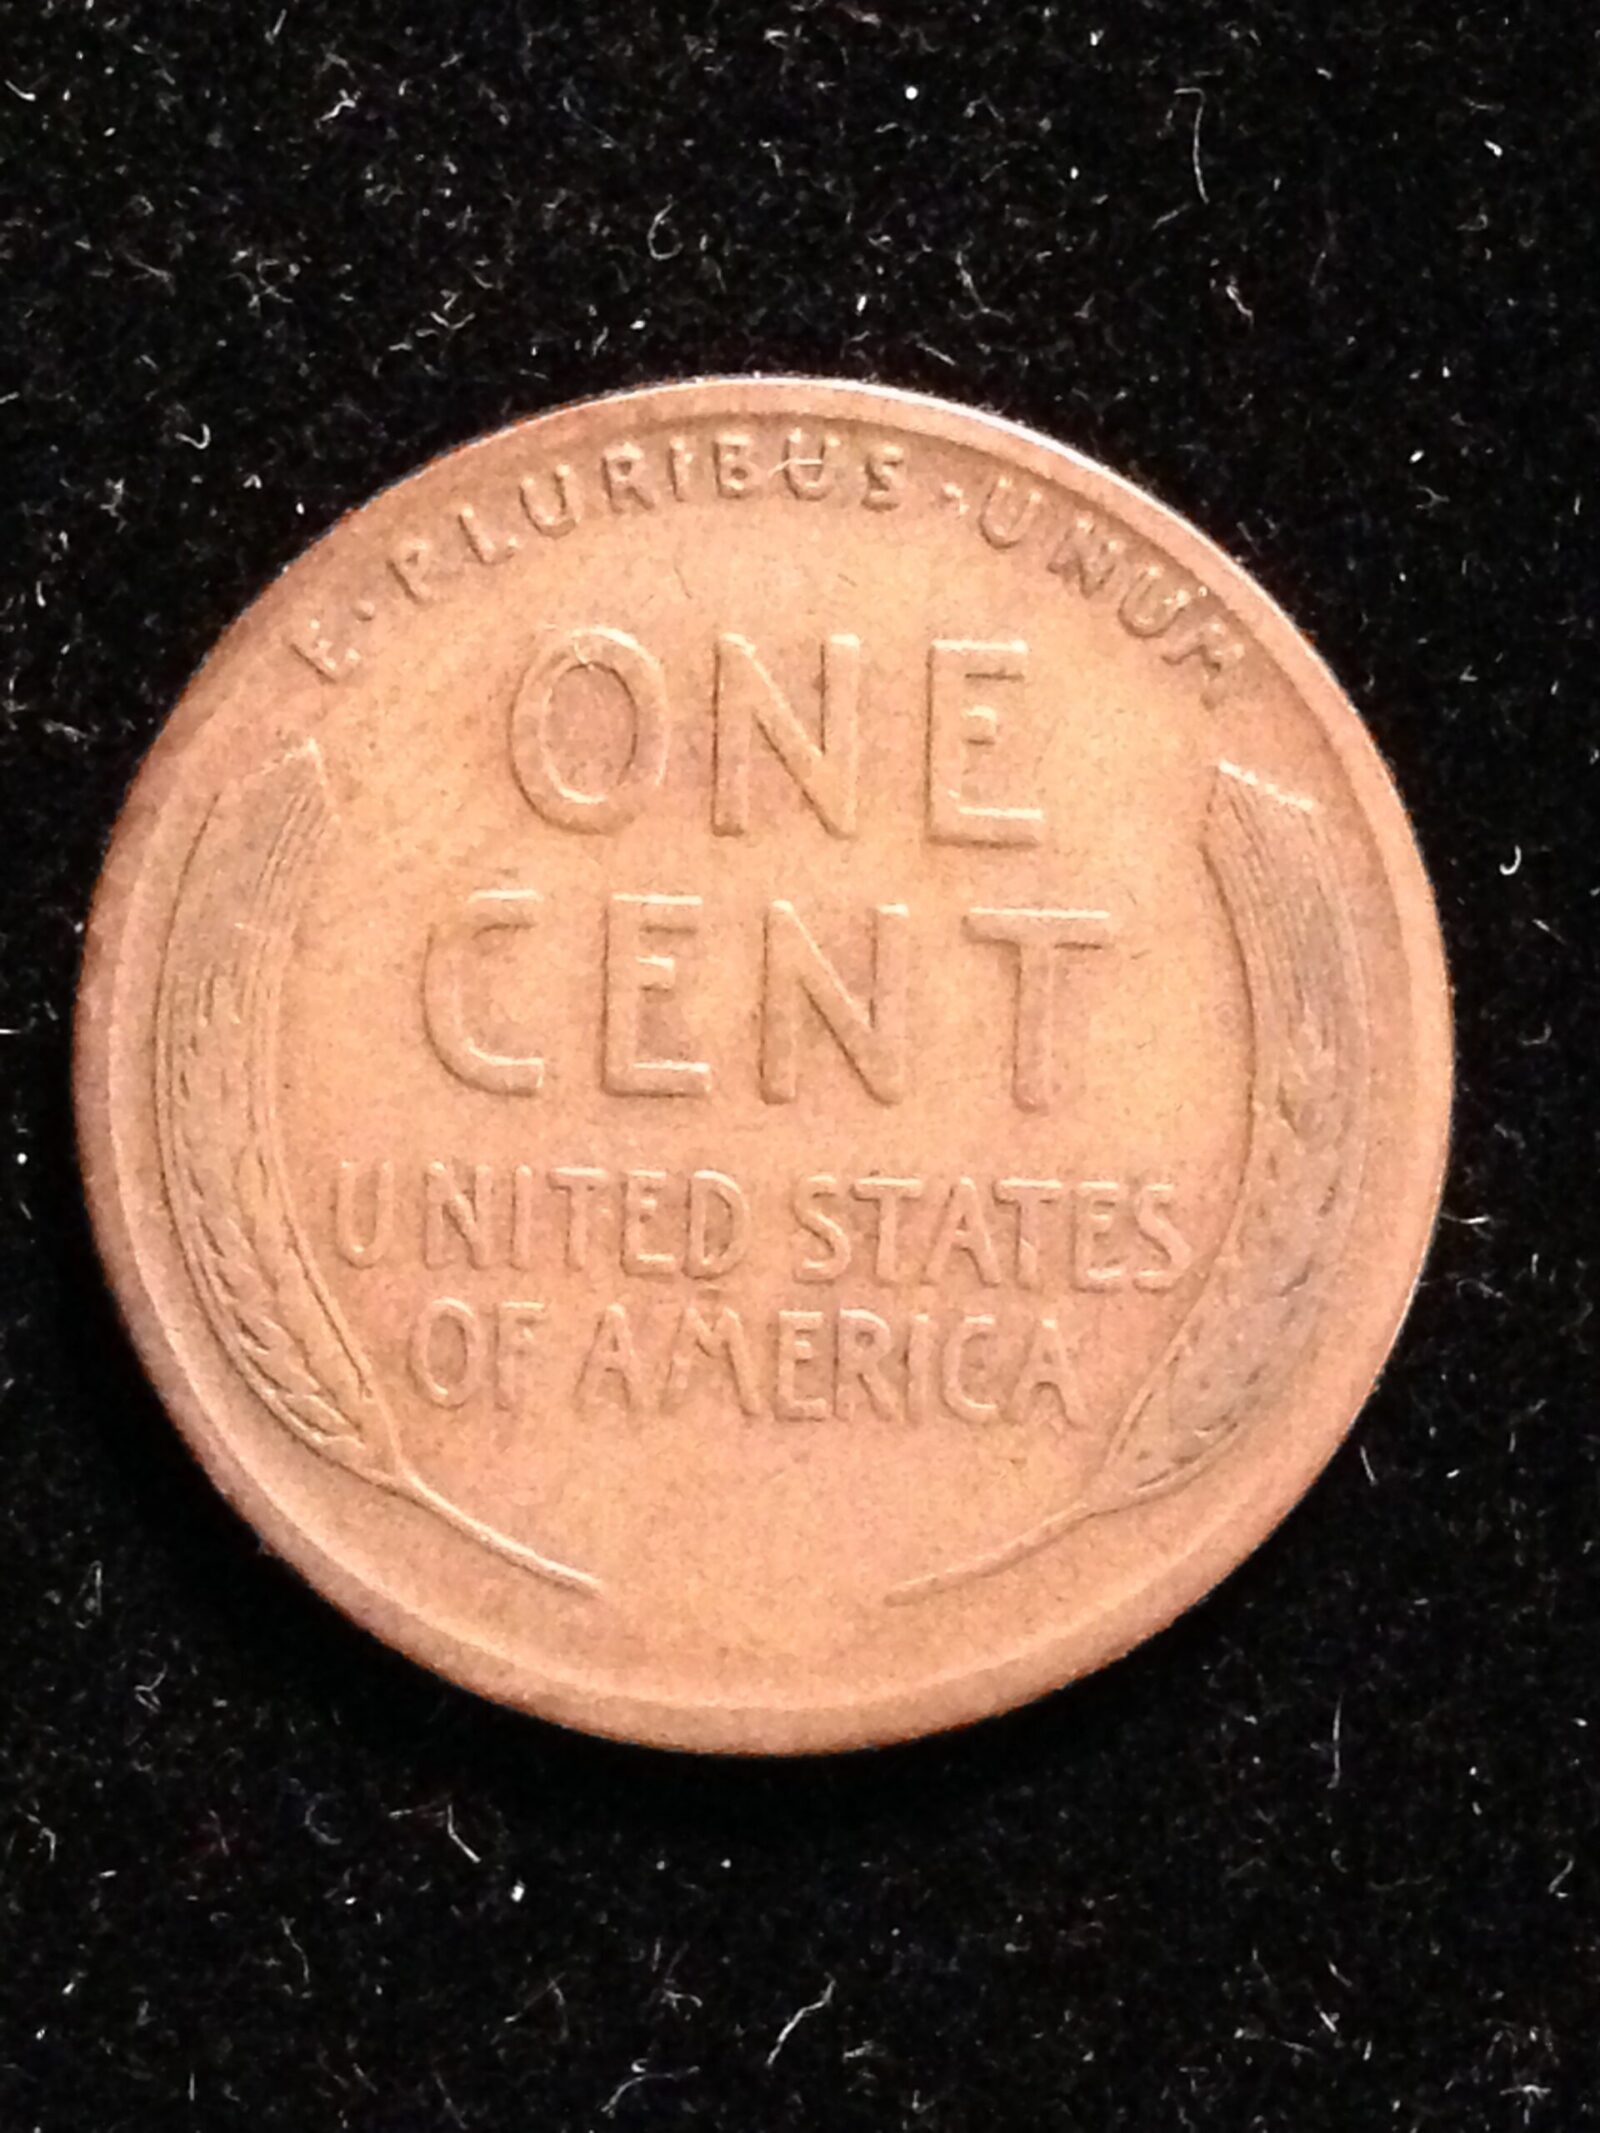 E·PLURIBUS·UNUM
ONE
CENT
UNITED STATES
OF AMERICA